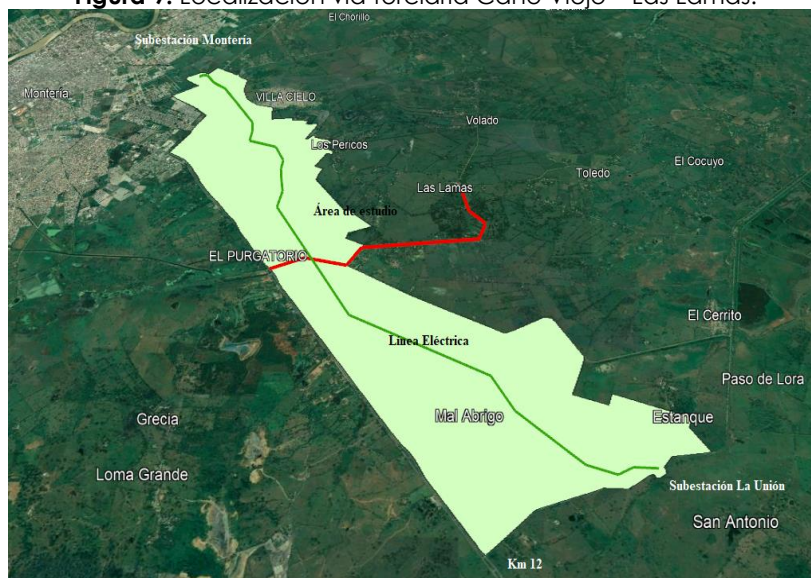 Figura 7. Localización vía Terciaria Caño Viejo – Las Lamas.
El Chorillo
Subestación Montería
Montería
VILLA CIELO
Volado
Los Pericos
El Cocuyo
Toledo
Las Lamas
Área de estudio
EL PURGATORIO
El Cerrito
Línea Eléctrica
Paso de Lora
Mal Abrigo
Estanque
Grecia
Loma Grande
Subestación La Unión
San Antonio
Km 12